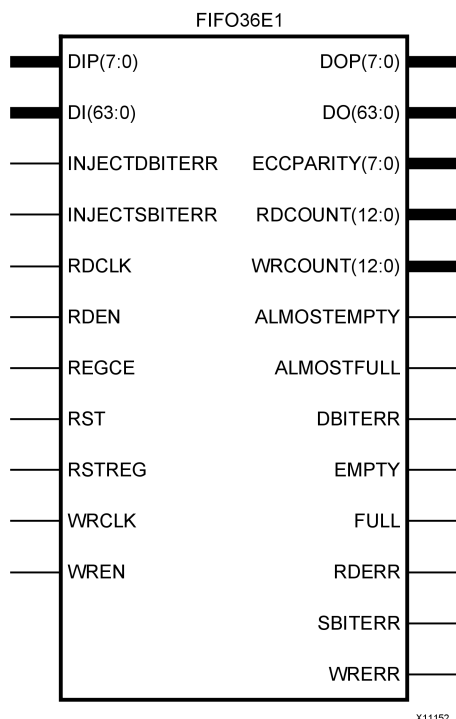 FIFO36E1
DIP(7:0) DOP(7:0)
DI(63:0) DO(63:0)
INJECTDBITERR ECCPARITY(7:0)
INJECTSBITERR RDCOUNT(12:0)
RDCLK WRCOUNT(12:0)
RDEN ALMOSTEMPTY
REGCE ALMOSTFULL
RST DBITERR
RSTREG EMPTY
WRCLK FULL
WREN RDERR
SBITERR
WRERR
X11152